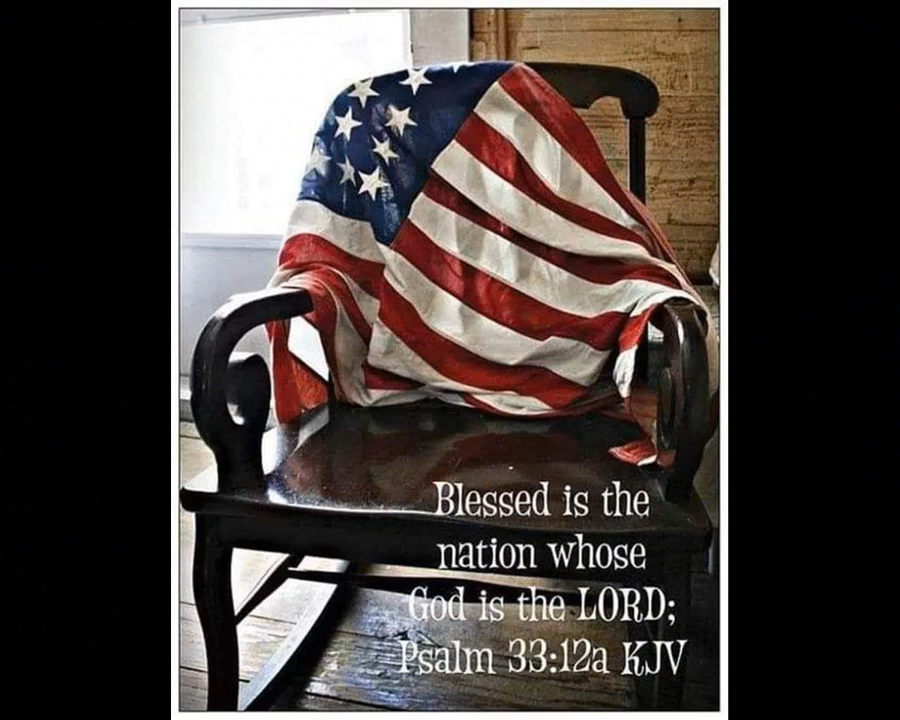 Blessed is the
nation whose
God is the LORD;
Psalm 33:12a KJV